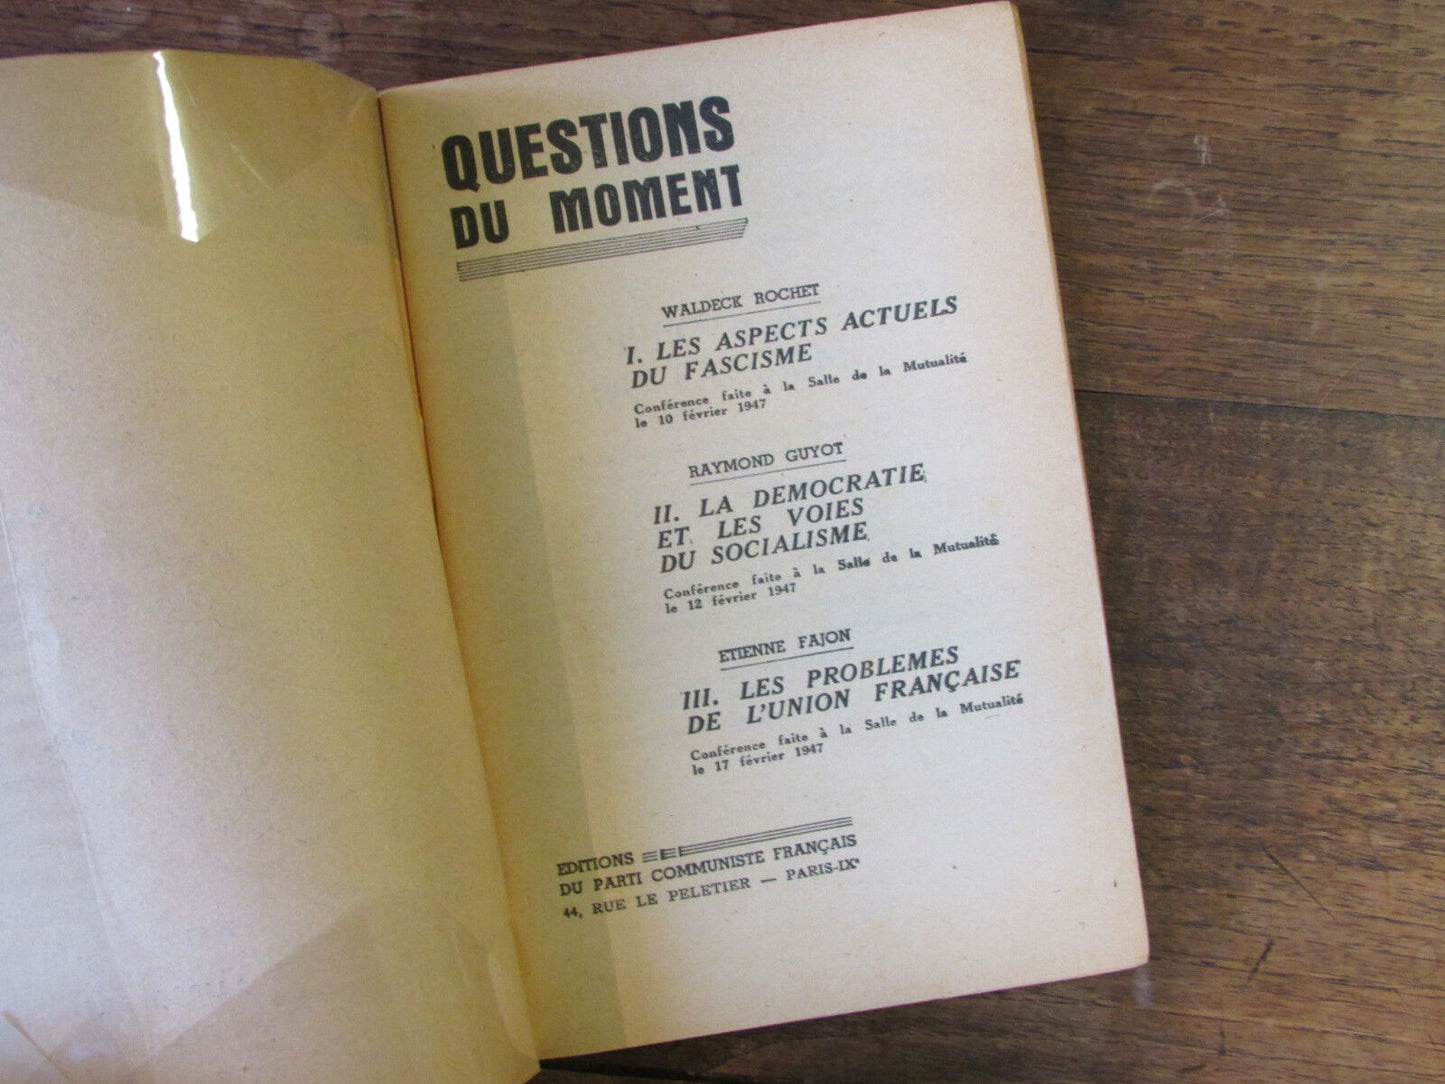 QUESTIONS
DU MOMENT
WALDECK ROCHET
I. LES ASPECTS ACTUELS
DU FASCISME
Conférence faite à la Salle de la Mutualité
le 10 février 1947
RAYMOND GUYOT
II. LA DEMOCRATIE
ET LES VOIES
DU SOCIALISME
Conférence faite à la Salle de la Mutualité
le 12 février 1947
ETIENNE FAJON
III. LES PROBLEMES
DE L'UNION FRANÇAISE
Conférence faite à la Salle de la Mutualité
le 17 février 1947
EDITIONS
DU PARTI COMMUNISTE FRANÇAIS
44, RUE LE PELETIER — PARIS-IXᵉ